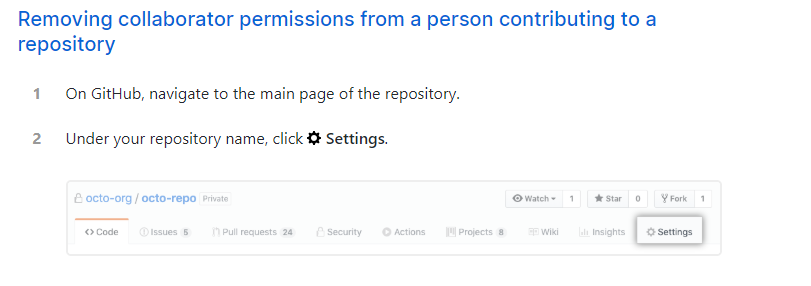 Removing collaborator permissions from a person contributing to a
repository
1 On GitHub, navigate to the main page of the repository.
2 Under your repository name, click Settings.
octo-org / octo-repo Private Watch 1 Star 0 Fork 1
Code Issues 5 Pull requests 24 Security Actions Projects 8 Wiki Insights Settings